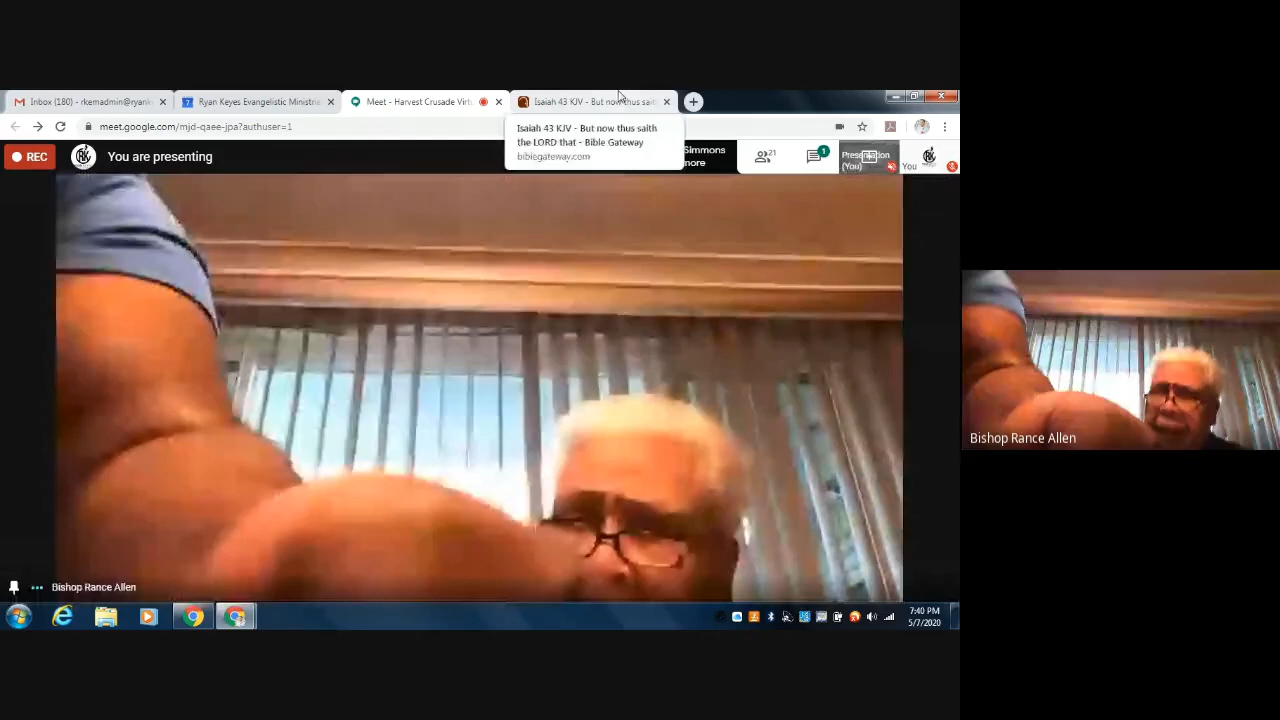 Inbox (180) - rkemadmin@ryank
Ryan Keyes Evangelistic Ministrie
Meet - Harvest Crusade Virtu
Isaiah 43 KJV - But now thus sait
meet.google.com/mjd-qaee-jpa?authuser=1
Isaiah 43 KJV - But now thus saith
the LORD that - Bible Gateway
biblegateway.com
REC
You are presenting
Simmons
more
21
1
Presentation
(You)
You
Bishop Rance Allen
Bishop Rance Allen
7:40 PM
5/7/2020